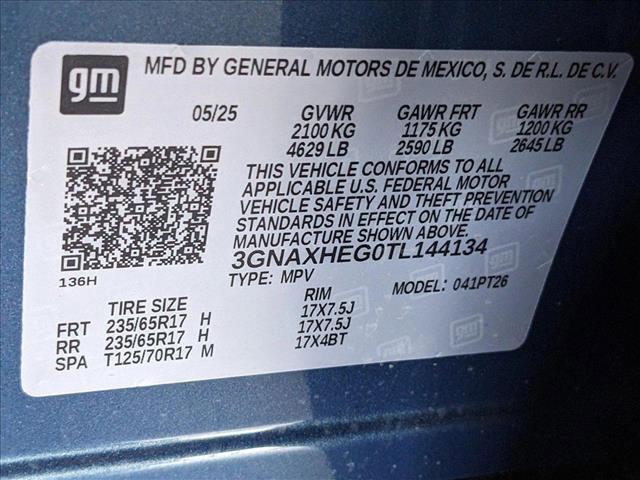 gm
MFD BY GENERAL MOTORS DE MEXICO, S. DE R.L. DE C.V.
05/25 GVWR GAWR FRT GAWR RR
2100 KG 1175 KG 1200 KG
4629 LB 2590 LB 2645 LB
THIS VEHICLE CONFORMS TO ALL
APPLICABLE U.S. FEDERAL MOTOR
VEHICLE SAFETY AND THEFT PREVENTION
STANDARDS IN EFFECT ON THE DATE OF
MANUFACTURE SHOWN ABOVE.
3GNAXHEG0TL144134
136H
TYPE: MPV MODEL: 041PT26
TIRE SIZE RIM
FRT 235/65R17 H 17X7.5J
RR 235/65R17 H 17X7.5J
SPA T125/70R17 M 17X4BT